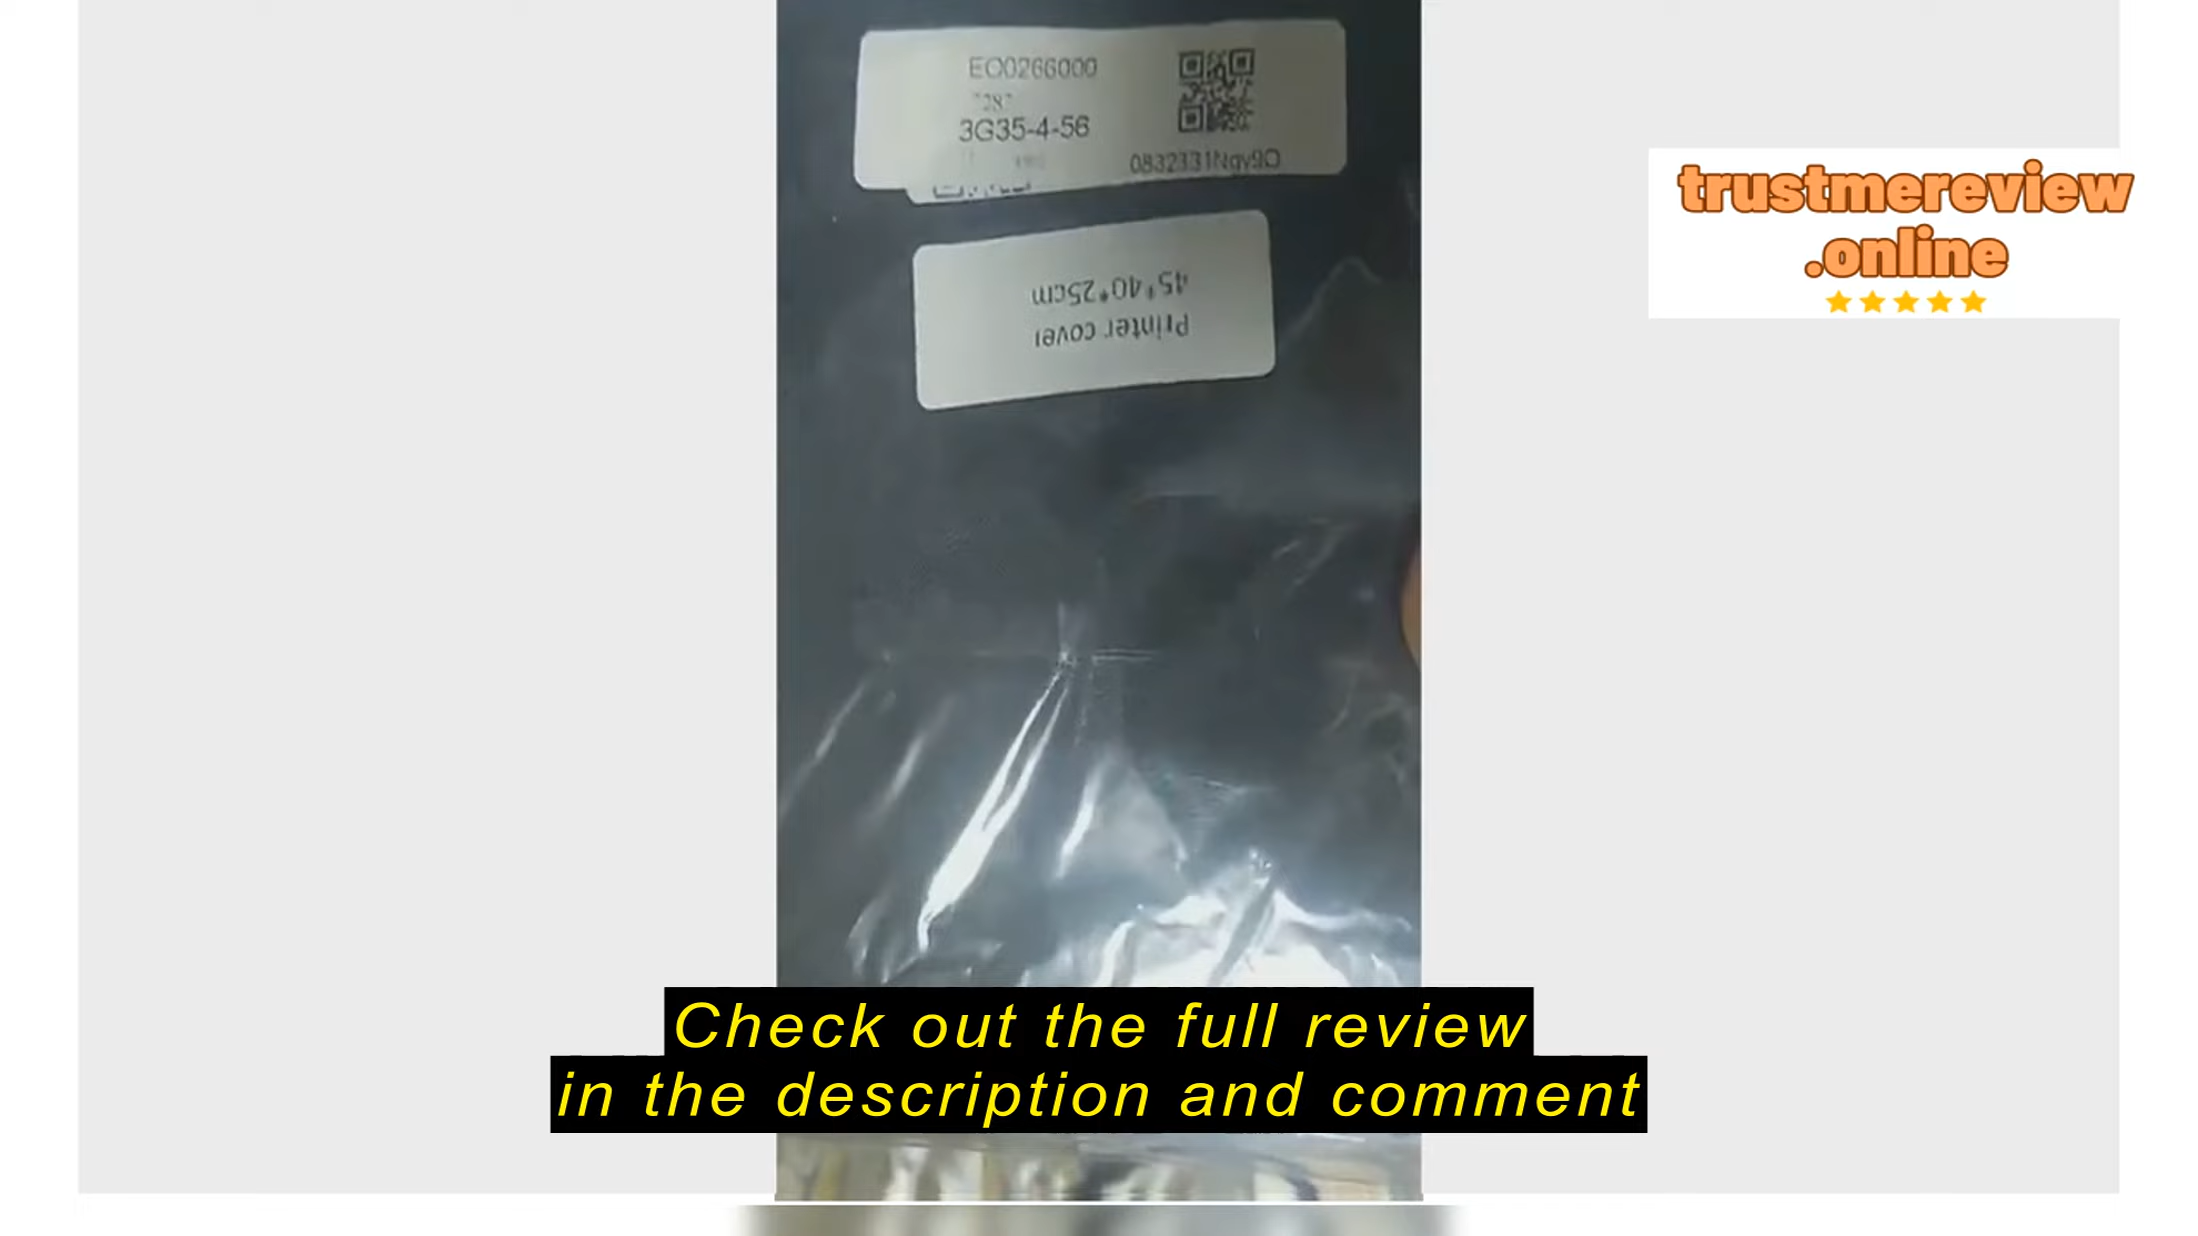 EO0266000
3G35-4-56
0832331Nqy9O
Printer cover
45*40*25cm
trustmereview
.online
Check out the full review
in the description and comment